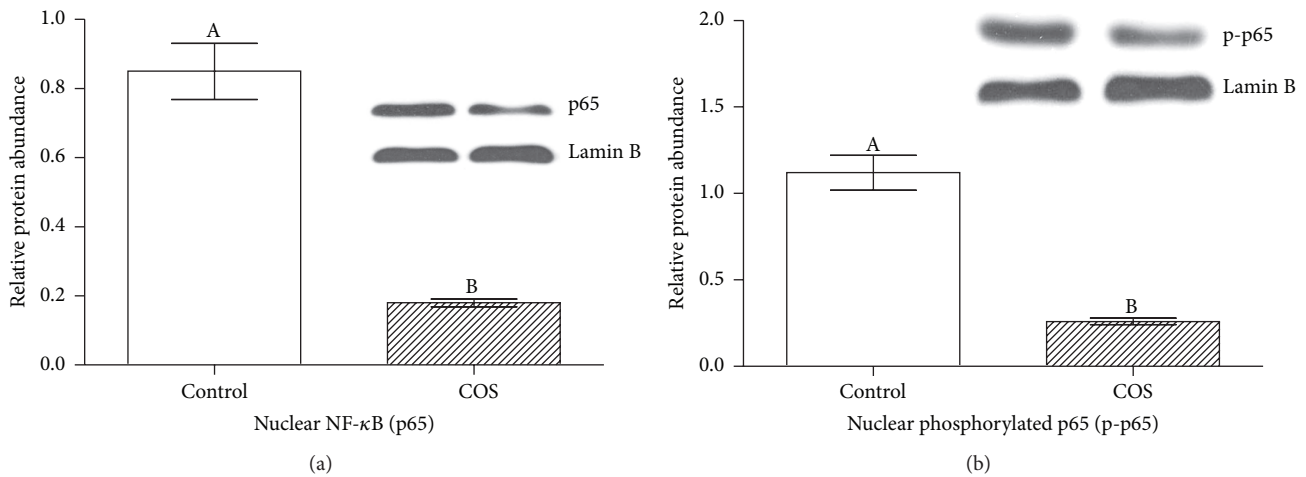 1.0
0.8
0.6
0.4
0.2
0.0
Relative protein abundance
A
B
p65
Lamin B
Control COS
Nuclear NF-κB (p65)
(a)
2.0
1.5
1.0
0.5
0.0
Relative protein abundance
A
B
p-p65
Lamin B
Control COS
Nuclear phosphorylated p65 (p-p65)
(b)